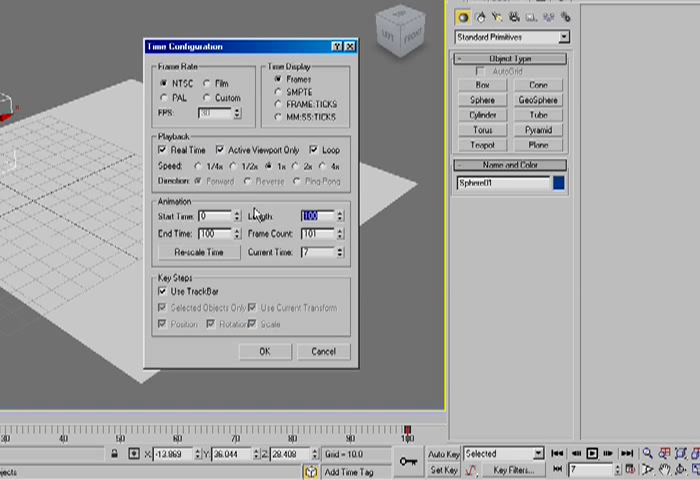 Time Configuration
Frame Rate
NTSC Film
PAL Custom
FPS: 30
Time Display
Frames
SMPTE
FRAME:TICKS
MM:SS:TICKS
Playback
Real Time Active Viewport Only Loop
Speed: 1/4x 1/2x 1x 2x 4x
Direction: Forward Reverse Ping-Pong
Animation
Start Time: 0 Length: 100
End Time: 100 Frame Count: 101
Re-scale Time Current Time: 7
Key Steps
Use TrackBar
Selected Objects Only Use Current Transform
Position Rotation Scale
OK Cancel
LEFT FRONT
Standard Primitives
- Object Type
AutoGrid
Box Cone
Sphere GeoSphere
Cylinder Tube
Torus Pyramid
Teapot Plane
- Name and Color
Sphere01
30 40 50 60 70 80 90 100
X: -13.869 Y: 36.044 Z: 28.408 Grid = 10.0
Auto Key Selected
jects
Add Time Tag
Set Key Key Filters...
7